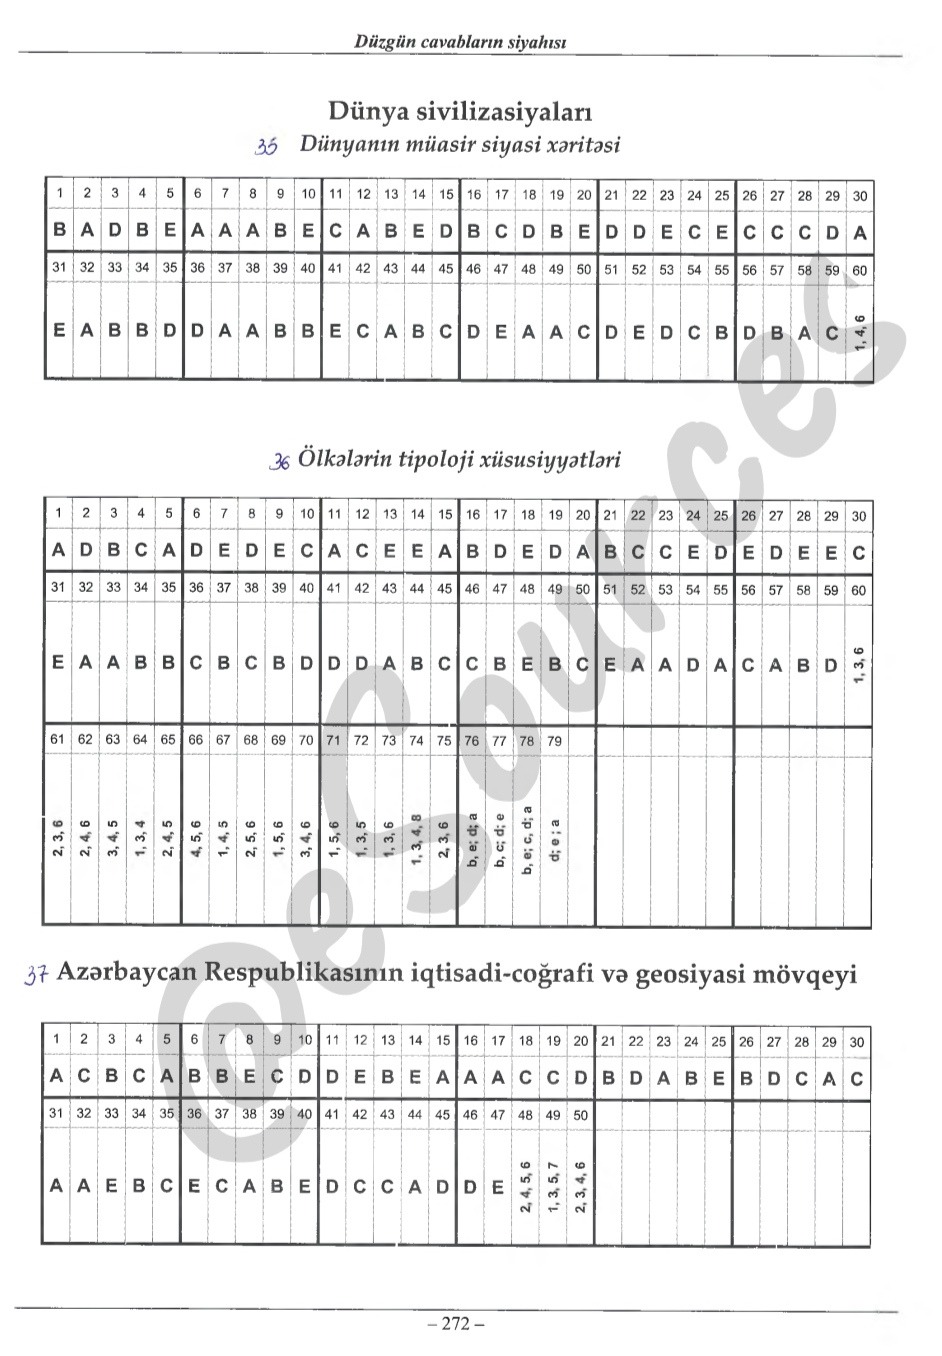 Düzgün cavabların siyahısı
Dünya sivilizasiyaları
35 Dünyanın müasir siyasi xəritəsi
1 2 3 4 5 6 7 8 9 10 11 12 13 14 15 16 17 18 19 20 21 22 23 24 25 26 27 28 29 30
B A D B E A A A B E C A B E D B C D B E D D E C E C C C D A
31 32 33 34 35 36 37 38 39 40 41 42 43 44 45 46 47 48 49 50 51 52 53 54 55 56 57 58 59 60
E A B B D D A A B B E C A B C D E A A C D E D C B D B A C 1, 4, 6
36 Ölkələrin tipoloji xüsusiyyətləri
1 2 3 4 5 6 7 8 9 10 11 12 13 14 15 16 17 18 19 20 21 22 23 24 25 26 27 28 29 30
A D B C A D E D E C A C E E A B D E D A B C C E D E D E E C
31 32 33 34 35 36 37 38 39 40 41 42 43 44 45 46 47 48 49 50 51 52 53 54 55 56 57 58 59 60
E A A B B C B C B D D D A B C C B E B C E A A D A C A B D 1, 3, 6
61 62 63 64 65 66 67 68 69 70 71 72 73 74 75 76 77 78 79
2, 3, 6 2, 4, 6 3, 4, 5 1, 3, 4 2, 4, 5 4, 5, 6 1, 4, 5 2, 5, 6 1, 5, 6 3, 4, 6 1, 5, 6 1, 3, 5 1, 3, 6 1, 3, 4, 8 2, 3, 6 b, e; d; a b, c; d; e b, e; c, d; a d; e ; a
37 Azərbaycan Respublikasının iqtisadi-coğrafi və geosiyasi mövqeyi
1 2 3 4 5 6 7 8 9 10 11 12 13 14 15 16 17 18 19 20 21 22 23 24 25 26 27 28 29 30
A C B C A B B E C D D E B E A A A C C D B D A B E B D C A C
31 32 33 34 35 36 37 38 39 40 41 42 43 44 45 46 47 48 49 50
A A E B C E C A B E D C C A D D E 2, 4, 5, 6 1, 3, 5, 7 2, 3, 4, 6
– 272 –
@eSources